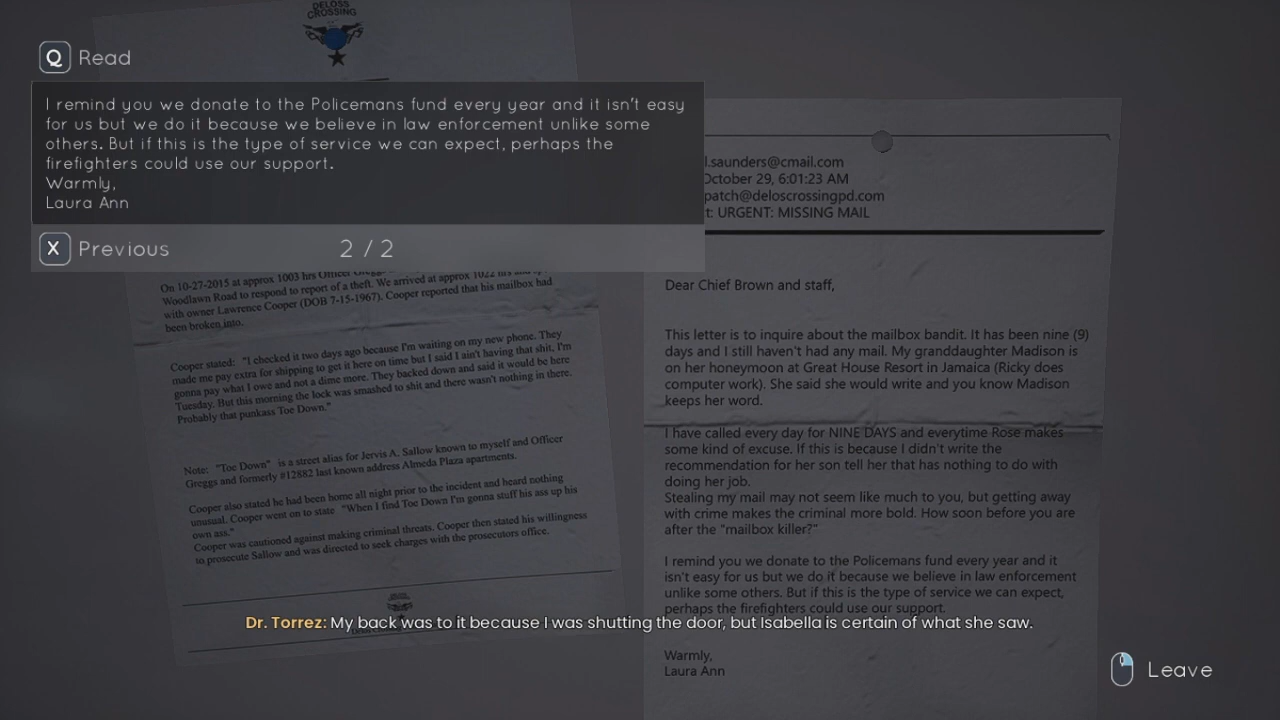 DELOSS
CROSSING
Q Read
I remind you we donate to the Policemans fund every year and it isn't easy
for us but we do it because we believe in law enforcement unlike some
others. But if this is the type of service we can expect, perhaps the
firefighters could use our support.
Warmly,
Laura Ann
X Previous 2 / 2
On 10-27-2015 at approx 1003 hrs Officer
Woodlawn Road to respond to report of a theft. We arrived at approx 1022 hrs and
with owner Lawrence Cooper (DOB 7-15-1967). Cooper reported that his mailbox had
been broken into.
Cooper stated: "I checked it two days ago because I'm waiting on my new phone. They
made me pay extra for shipping to get it here on time but I said I ain't having that shit, I'm
gonna pay what I owe and not a dime more. They backed down and said it would be here
Tuesday. But this morning the lock was smashed to shit and there wasn't nothing in there.
Probably that punkass Toe Down."
Note: "Toe Down" is a street alias for Jervis A. Sallow known to myself and Officer
Greggs and formerly #12882 last known address Almeda Plaza apartments.
Cooper also stated he had been home all night prior to the incident and heard nothing
unusual. Cooper went on to state "When I find Toe Down I'm gonna stuff his ass up his
own ass."
Cooper was cautioned against making criminal threats. Cooper then stated his willingness
to prosecute Sallow and was directed to seek charges with the prosecutors office.
l.saunders@cmail.com
October 29, 6:01:23 AM
patch@deloscrossingpd.com
t: URGENT: MISSING MAIL
Dear Chief Brown and staff,
This letter is to inquire about the mailbox bandit. It has been nine (9)
days and I still haven't had any mail. My granddaughter Madison is
on her honeymoon at Great House Resort in Jamaica (Ricky does
computer work). She said she would write and you know Madison
keeps her word.
I have called every day for NINE DAYS and everytime Rose makes
some kind of excuse. If this is because I didn't write the
recommendation for her son tell her that has nothing to do with
doing her job.
Stealing my mail may not seem like much to you, but getting away
with crime makes the criminal more bold. How soon before you are
after the "mailbox killer?"
I remind you we donate to the Policemans fund every year and it
isn't easy for us but we do it because we believe in law enforcement
unlike some others. But if this is the type of service we can expect,
perhaps the firefighters could use our support.
Warmly,
Laura Ann
Dr. Torrez: My back was to it because I was shutting the door, but Isabella is certain of what she saw.
Leave